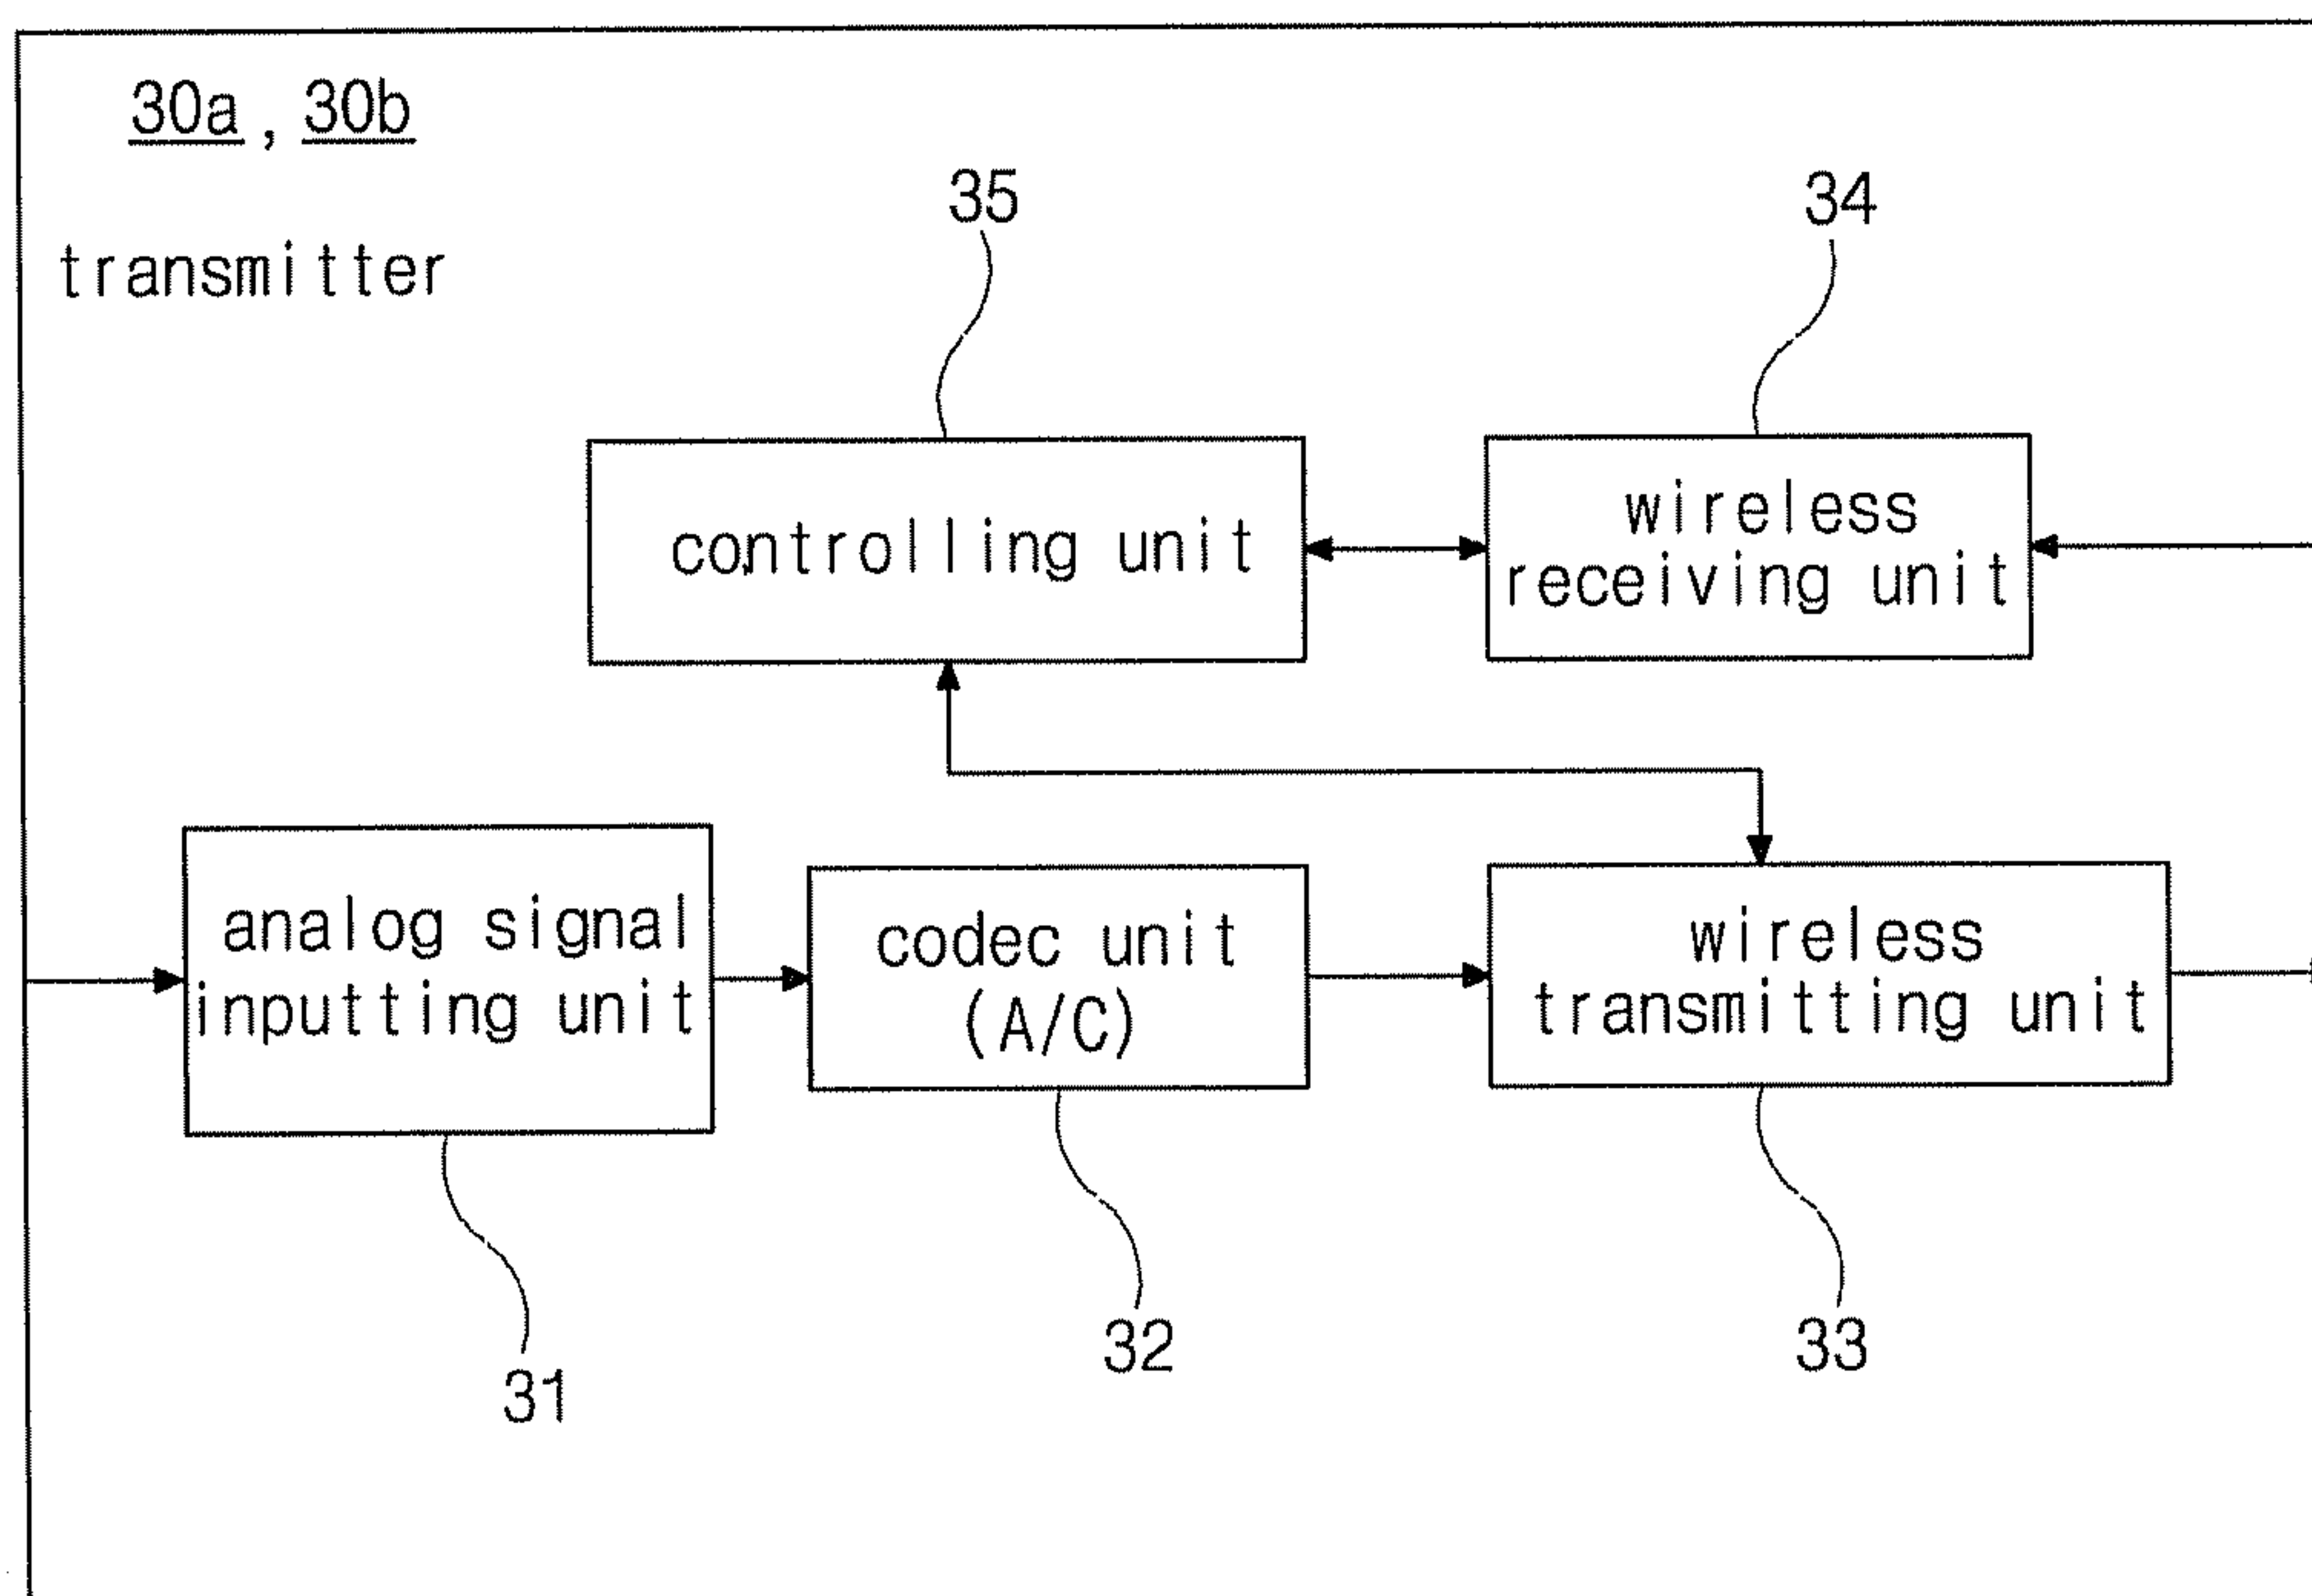 30a, 30b
transmitter
35
34
controlling unit
wireless
receiving unit
analog signal
inputting unit
codec unit
(A/C)
wireless
transmitting unit
31
32
33